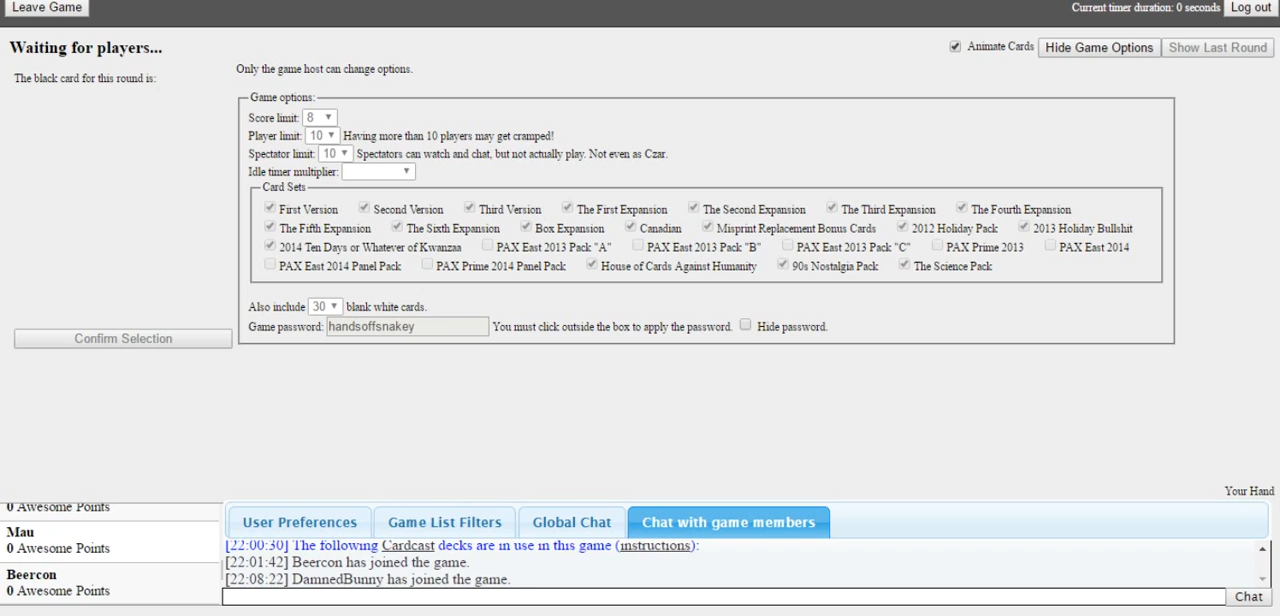 Leave Game
Current timer duration: 0 seconds Log out
Waiting for players...
Animate Cards Hide Game Options Show Last Round
The black card for this round is:
Only the game host can change options.
Game options:
Score limit: 8
Player limit: 10 Having more than 10 players may get cramped!
Spectator limit: 10 Spectators can watch and chat, but not actually play. Not even as Czar.
Idle timer multiplier:
Card Sets
First Version Second Version Third Version The First Expansion The Second Expansion The Third Expansion The Fourth Expansion
The Fifth Expansion The Sixth Expansion Box Expansion Canadian Misprint Replacement Bonus Cards 2012 Holiday Pack 2013 Holiday Bullshit
2014 Ten Days or Whatever of Kwanzaa PAX East 2013 Pack "A" PAX East 2013 Pack "B" PAX East 2013 Pack "C" PAX Prime 2013 PAX East 2014
PAX East 2014 Panel Pack PAX Prime 2014 Panel Pack House of Cards Against Humanity 90s Nostalgia Pack The Science Pack
Also include 30 blank white cards.
Game password: handsoffsnakey You must click outside the box to apply the password. Hide password.
Confirm Selection
Your Hand
0 Awesome Points
Mau
0 Awesome Points
Beercon
0 Awesome Points
User Preferences Game List Filters Global Chat Chat with game members
[22:00:30] The following Cardcast decks are in use in this game (instructions):
[22:01:42] Beercon has joined the game.
[22:08:22] DamnedBunny has joined the game.
Chat